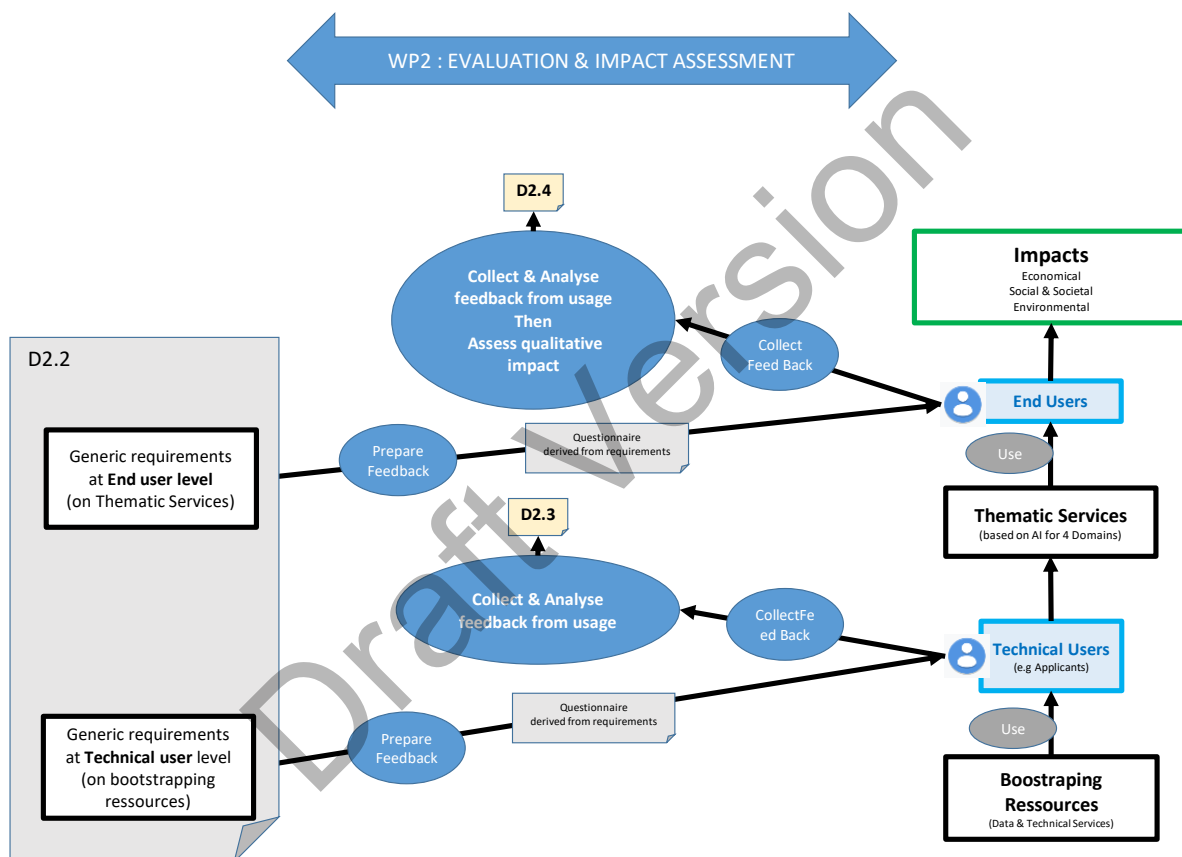 WP2 : EVALUATION & IMPACT ASSESSMENT
D2.4
Collect & Analyse
feedback from usage
Then
Assess qualitative
impact
Impacts
Economical
Social & Societal
Environmental
Collect
Feed Back
D2.2
End Users
Generic requirements
at End user level
(on Thematic Services)
Prepare
Feedback
Questionnaire
derived from requirements
Use
D2.3
Thematic Services
(based on AI for 4 Domains)
Collect & Analyse
feedback from usage
CollectFe
ed Back
Technical Users
(e.g Applicants)
Questionnaire
derived from requirements
Use
Generic requirements
at Technical user level
(on bootstrapping
ressources)
Prepare
Feedback
Boostraping
Ressources
(Data & Technical Services)
Draft Version